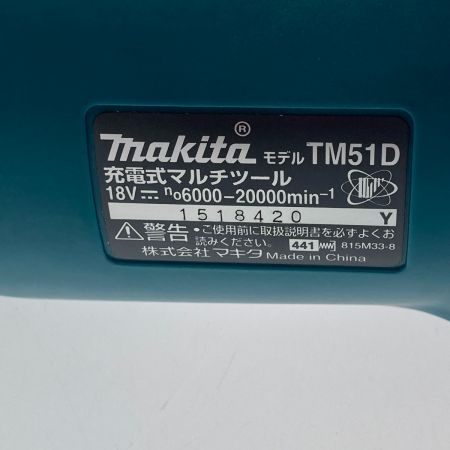 makita® モデル TM51D
充電式マルチツール
18V⎓ n₀6000-20000min⁻¹
1518420 Y
⚠警告・ご使用前に取扱説明書を必ずよくお
読みください。 441 815M33-8
株式会社 マキタ Made in China